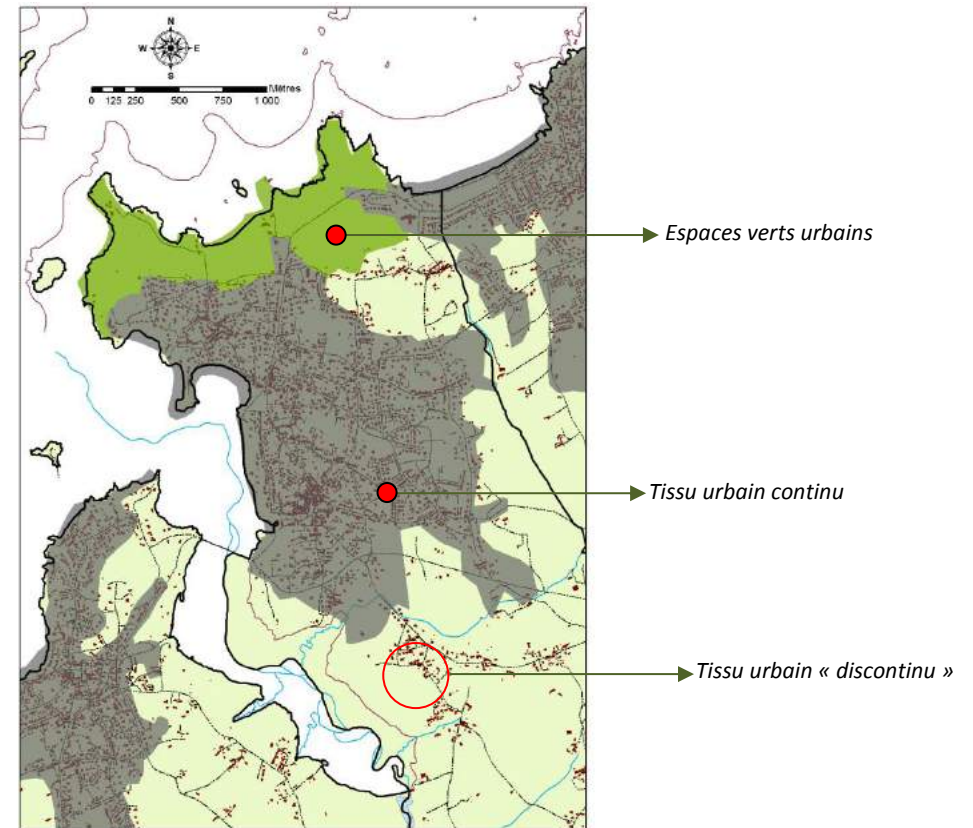 N
W E
S
Mètres
0 125 250 500 750 1 000
Espaces verts urbains
Tissu urbain continu
Tissu urbain « discontinu »